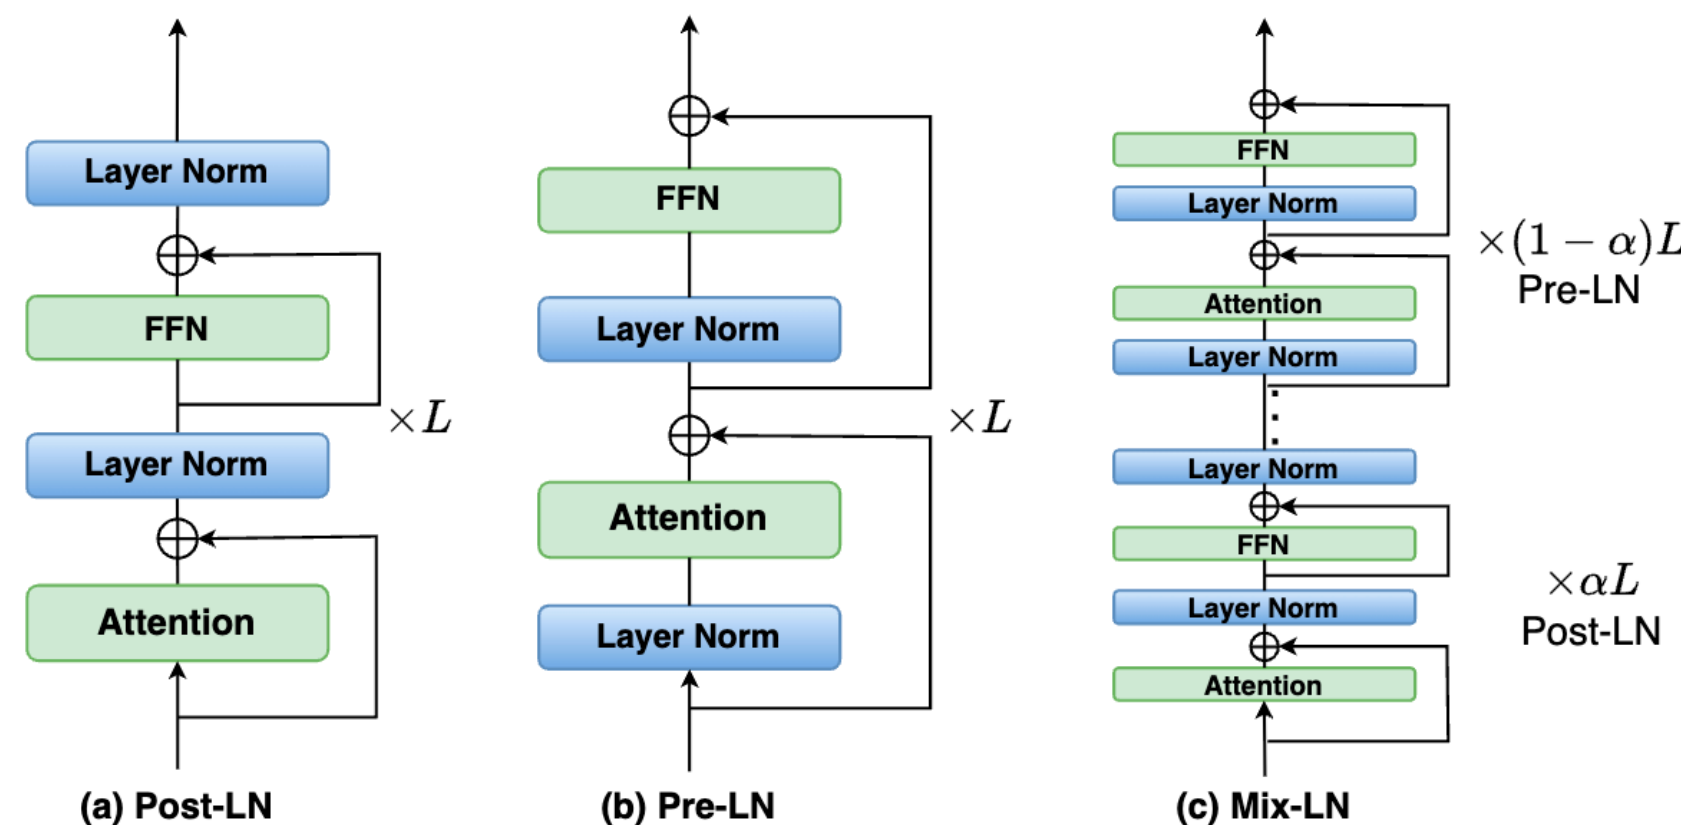 Layer Norm
FFN
×L
Layer Norm
Attention
(a) Post-LN
FFN
Layer Norm
×L
Attention
Layer Norm
(b) Pre-LN
FFN
Layer Norm
×(1 − α)L
Pre-LN
Attention
Layer Norm
Layer Norm
FFN
×αL
Post-LN
Layer Norm
Attention
(c) Mix-LN